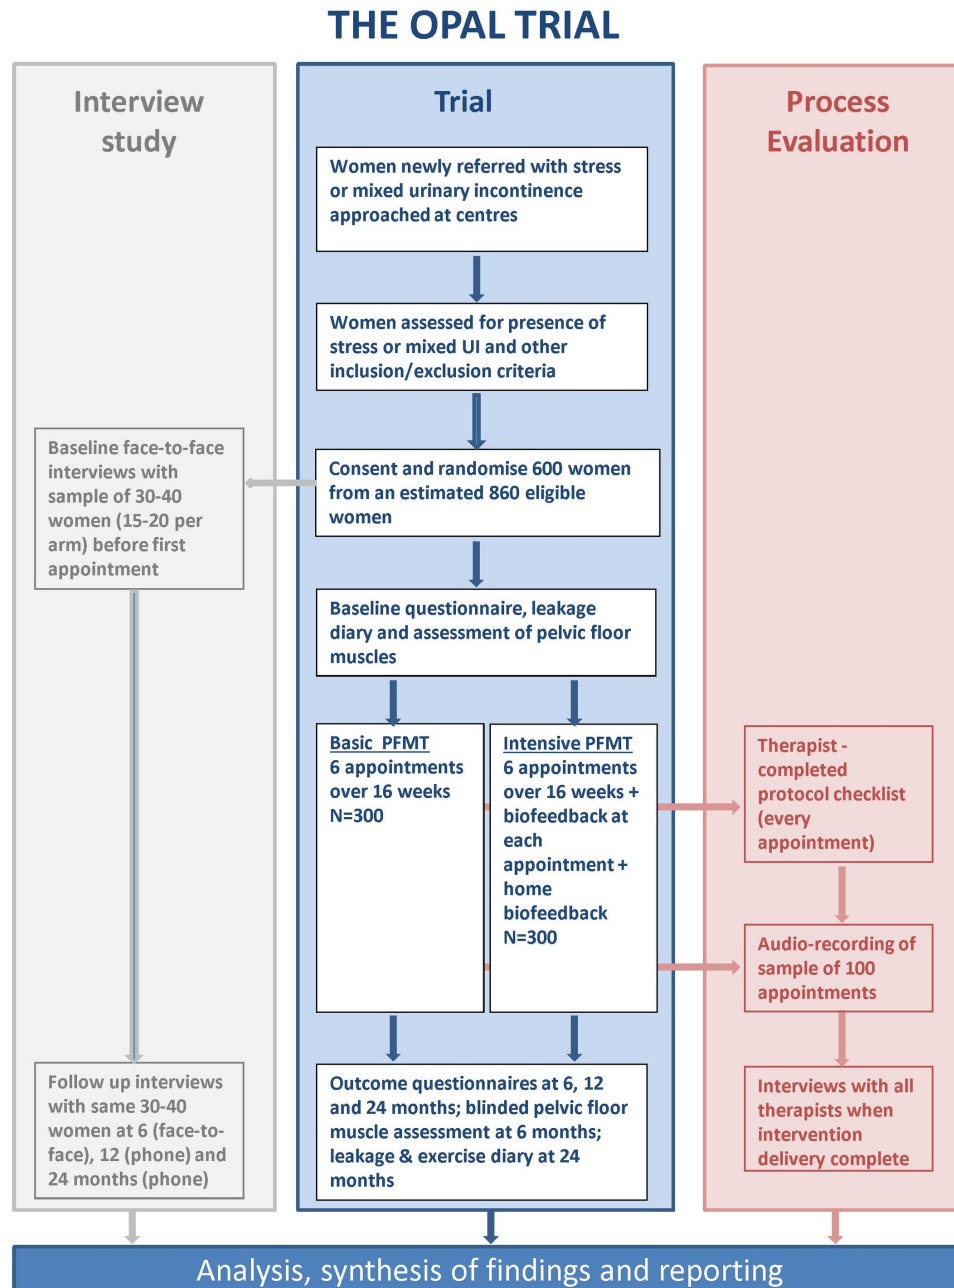 THE OPAL TRIAL
Interview
study
Baseline face-to-face
interviews with
sample of 30-40
women (15-20 per
arm) before first
appointment
Follow up interviews
with same 30-40
women at 6 (face-to-
face), 12 (phone) and
24 months (phone)
Trial
Women newly referred with stress
or mixed urinary incontinence
approached at centres
Women assessed for presence of
stress or mixed UI and other
inclusion/exclusion criteria
Consent and randomise 600 women
from an estimated 860 eligible
women
Baseline questionnaire, leakage
diary and assessment of pelvic floor
muscles
Basic PFMT
6 appointments
over 16 weeks
N=300
Intensive PFMT
6 appointments
over 16 weeks +
biofeedback at
each
appointment +
home
biofeedback
N=300
Outcome questionnaires at 6, 12
and 24 months; blinded pelvic floor
muscle assessment at 6 months;
leakage & exercise diary at 24
months
Process
Evaluation
Therapist -
completed
protocol checklist
(every
appointment)
Audio-recording of
sample of 100
appointments
Interviews with all
therapists when
intervention
delivery complete
Analysis, synthesis of findings and reporting